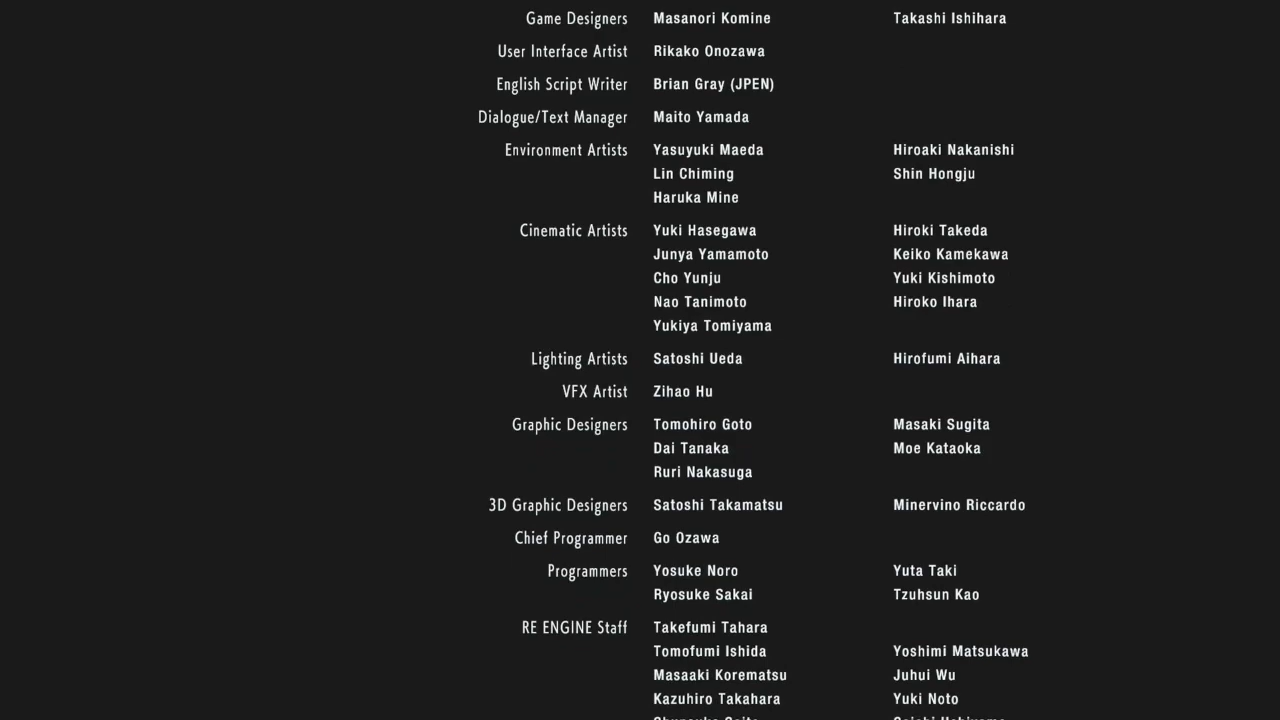 Game Designers Masanori Komine Takashi Ishihara
User Interface Artist Rikako Onozawa
English Script Writer Brian Gray (JPEN)
Dialogue/Text Manager Maito Yamada
Environment Artists Yasuyuki Maeda Hiroaki Nakanishi
Lin Chiming Shin Hongju
Haruka Mine
Cinematic Artists Yuki Hasegawa Hiroki Takeda
Junya Yamamoto Keiko Kamekawa
Cho Yunju Yuki Kishimoto
Nao Tanimoto Hiroko Ihara
Yukiya Tomiyama
Lighting Artists Satoshi Ueda Hirofumi Aihara
VFX Artist Zihao Hu
Graphic Designers Tomohiro Goto Masaki Sugita
Dai Tanaka Moe Kataoka
Ruri Nakasuga
3D Graphic Designers Satoshi Takamatsu Minervino Riccardo
Chief Programmer Go Ozawa
Programmers Yosuke Noro Yuta Taki
Ryosuke Sakai Tzuhsun Kao
RE ENGINE Staff Takefumi Tahara
Tomofumi Ishida Yoshimi Matsukawa
Masaaki Korematsu Juhui Wu
Kazuhiro Takahara Yuki Noto